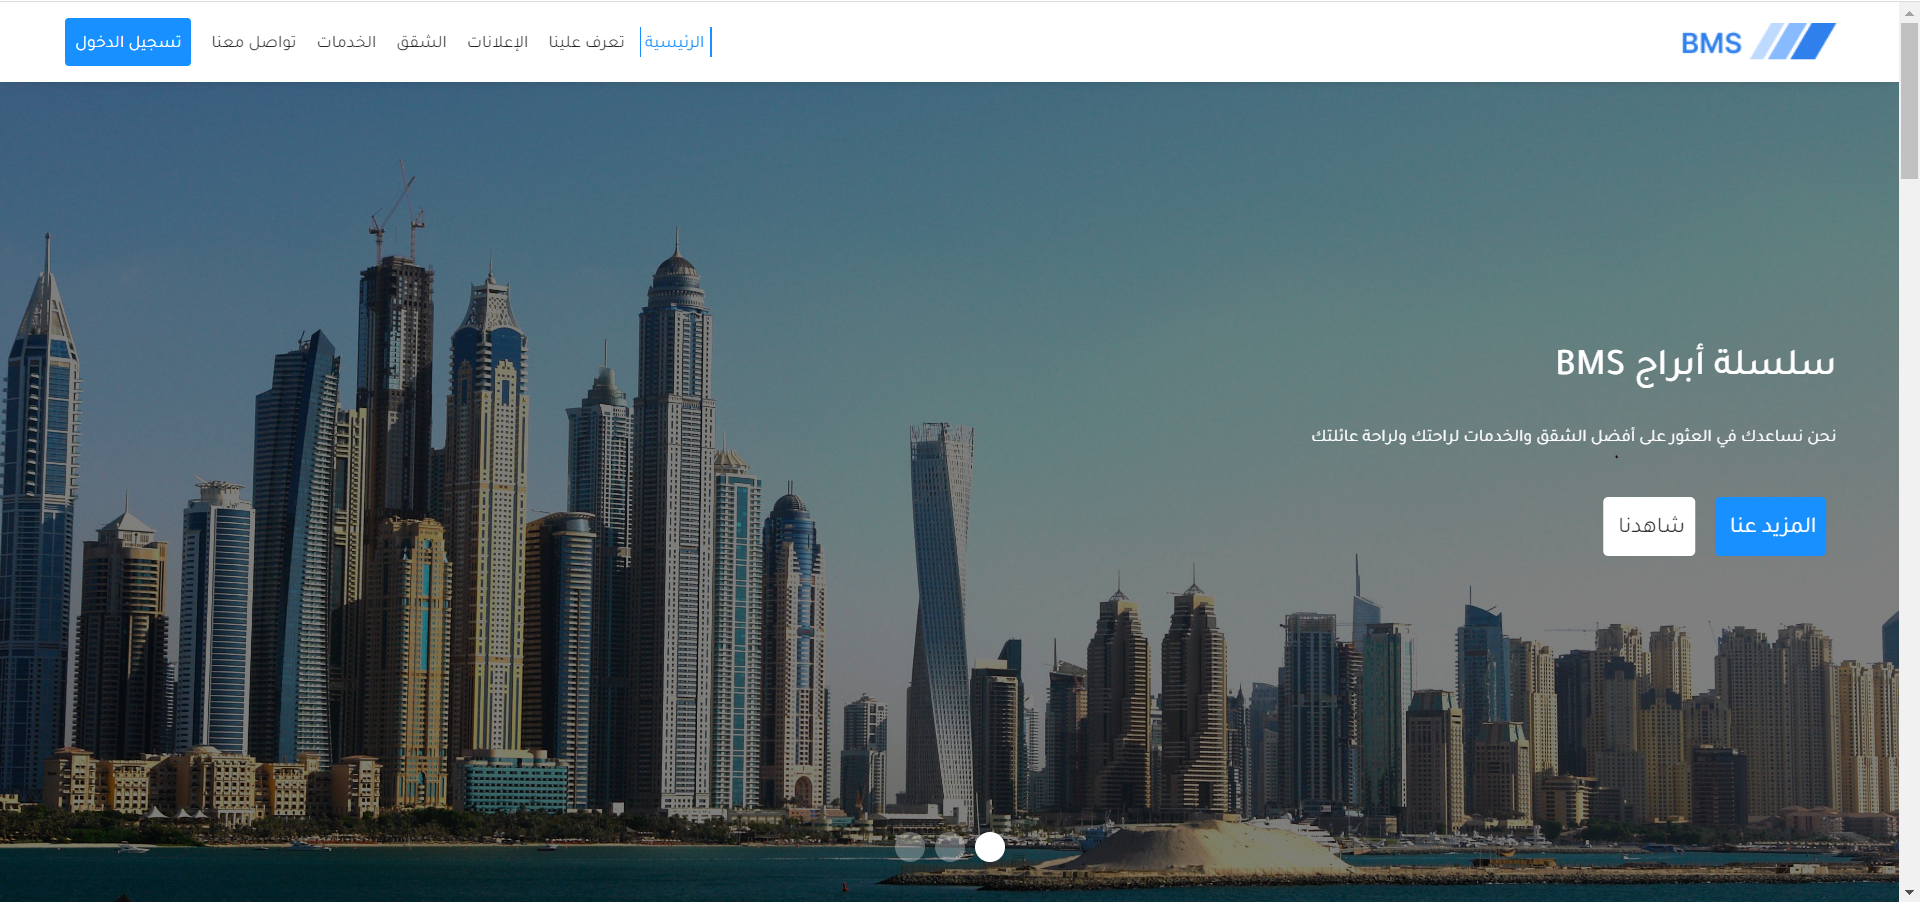 BMS
الرئيسية
تعرف علينا
الإعلانات
الشقق
الخدمات
تواصل معنا
تسجيل الدخول
سلسلة أبراج BMS
نحن نساعدك في العثور على أفضل الشقق والخدمات لراحتك ولراحة عائلتك
المزيد عنا
شاهدنا